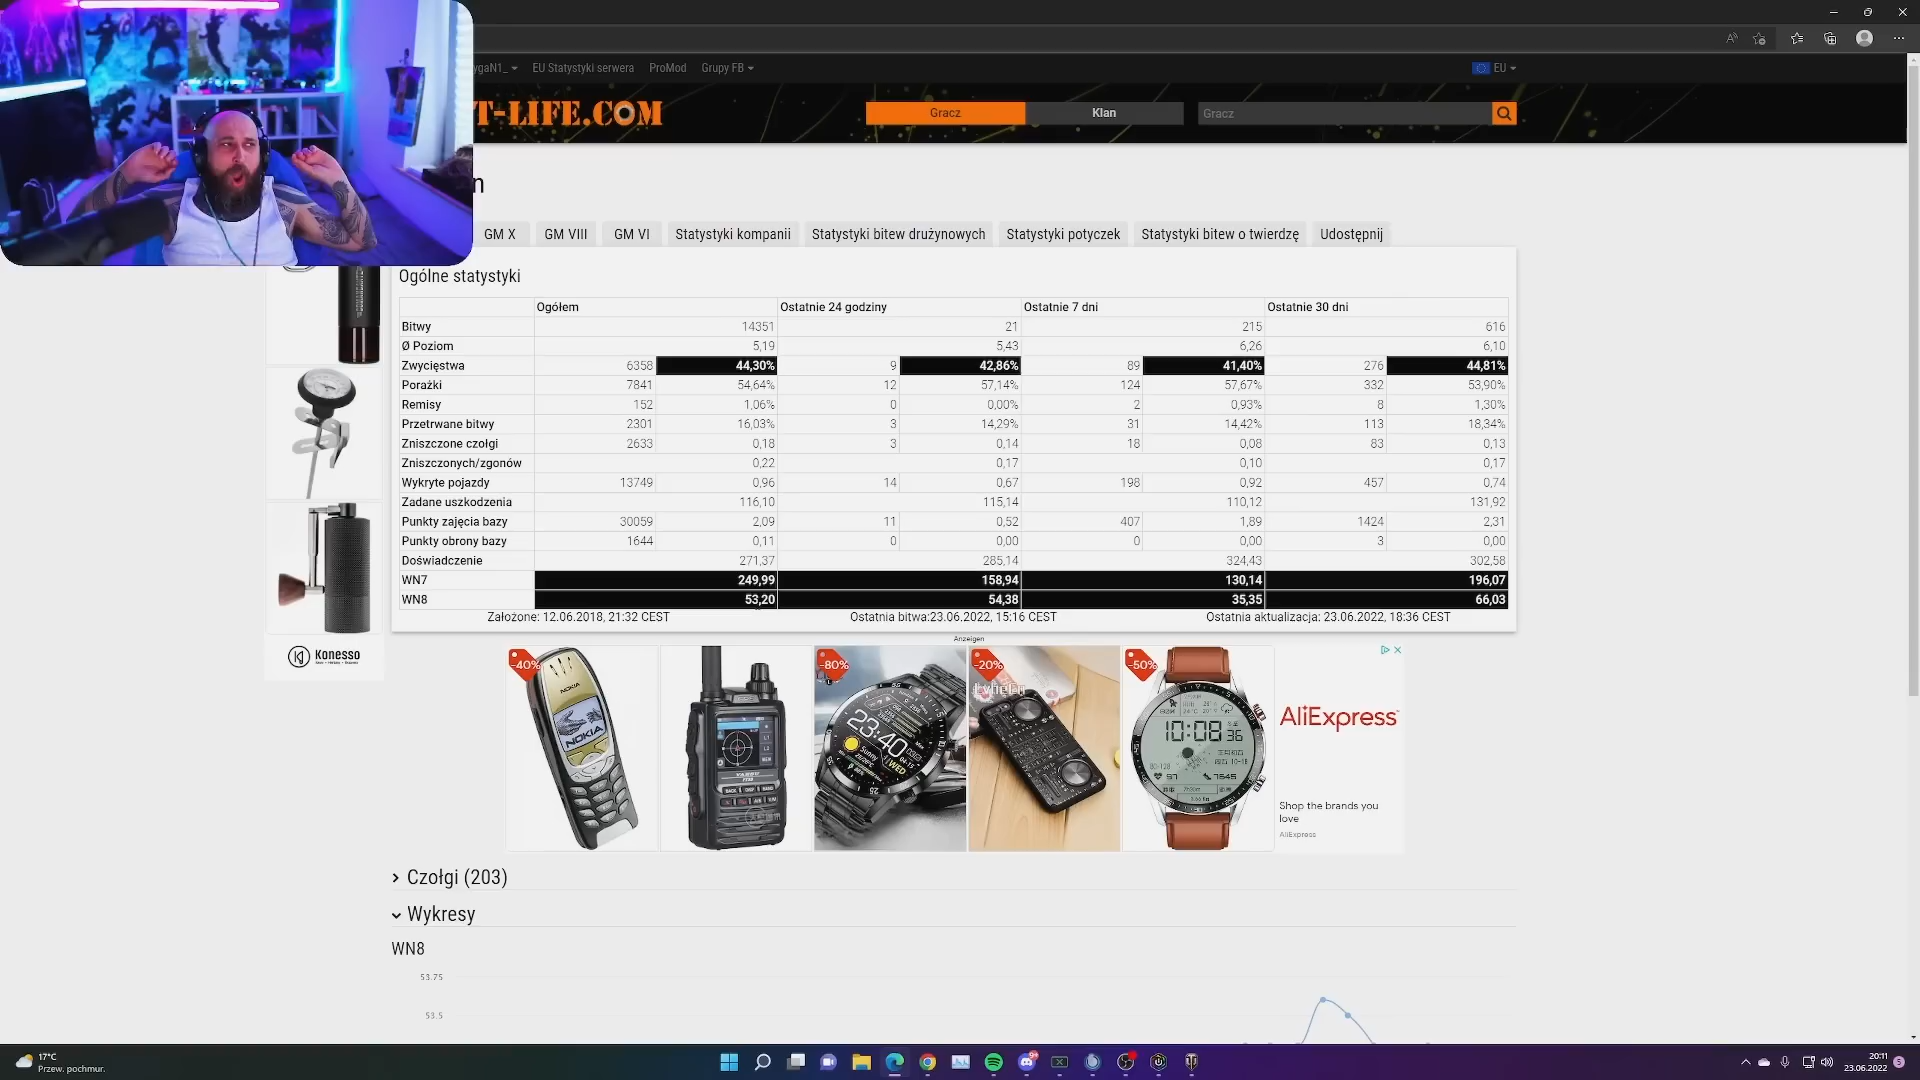 ygaN1_ EU Statystyki serwera ProMod Grupy FB EU
T-LIFE.COM Gracz Klan Gracz
n
GM X GM VIII GM VI Statystyki kompanii Statystyki bitew drużynowych Statystyki potyczek Statystyki bitew o twierdzę Udostępnij
Ogólne statystyki
Ogółem Ostatnie 24 godziny Ostatnie 7 dni Ostatnie 30 dni
Bitwy 14351 21 215 616
Ø Poziom 5,19 5,43 6,26 6,10
Zwycięstwa 6358 44,30% 9 42,86% 89 41,40% 276 44,81%
Porażki 7841 54,64% 12 57,14% 124 57,67% 332 53,90%
Remisy 152 1,06% 0 0,00% 2 0,93% 8 1,30%
Przetrwane bitwy 2301 16,03% 3 14,29% 31 14,42% 113 18,34%
Zniszczone czołgi 2633 0,18 3 0,14 18 0,08 83 0,13
Zniszczonych/zgonów 0,22 0,17 0,10 0,17
Wykryte pojazdy 13749 0,96 14 0,67 198 0,92 457 0,74
Zadane uszkodzenia 116,10 115,14 110,12 131,92
Punkty zajęcia bazy 30059 2,09 11 0,52 407 1,89 1424 2,31
Punkty obrony bazy 1644 0,11 0 0,00 0 0,00 3 0,00
Doświadczenie 271,37 285,14 324,43 302,58
WN7 249,99 158,94 130,14 196,07
WN8 53,20 54,38 35,35 66,03
Założone: 12.06.2018, 21:32 CEST Ostatnia bitwa:23.06.2022, 15:16 CEST Ostatnia aktualizacja: 23.06.2022, 18:36 CEST
Anzeigen
Konesso
-40% -80% -20% -50%
NOKIA
NOKIA
23:40
Sunny
WED
10:08 36
AliExpress
Shop the brands you
love
AliExpress
Czołgi (203)
Wykresy
WN8
53.75
53.5
17°C
Przew. pochmur.
20:11
23.06.2022 5